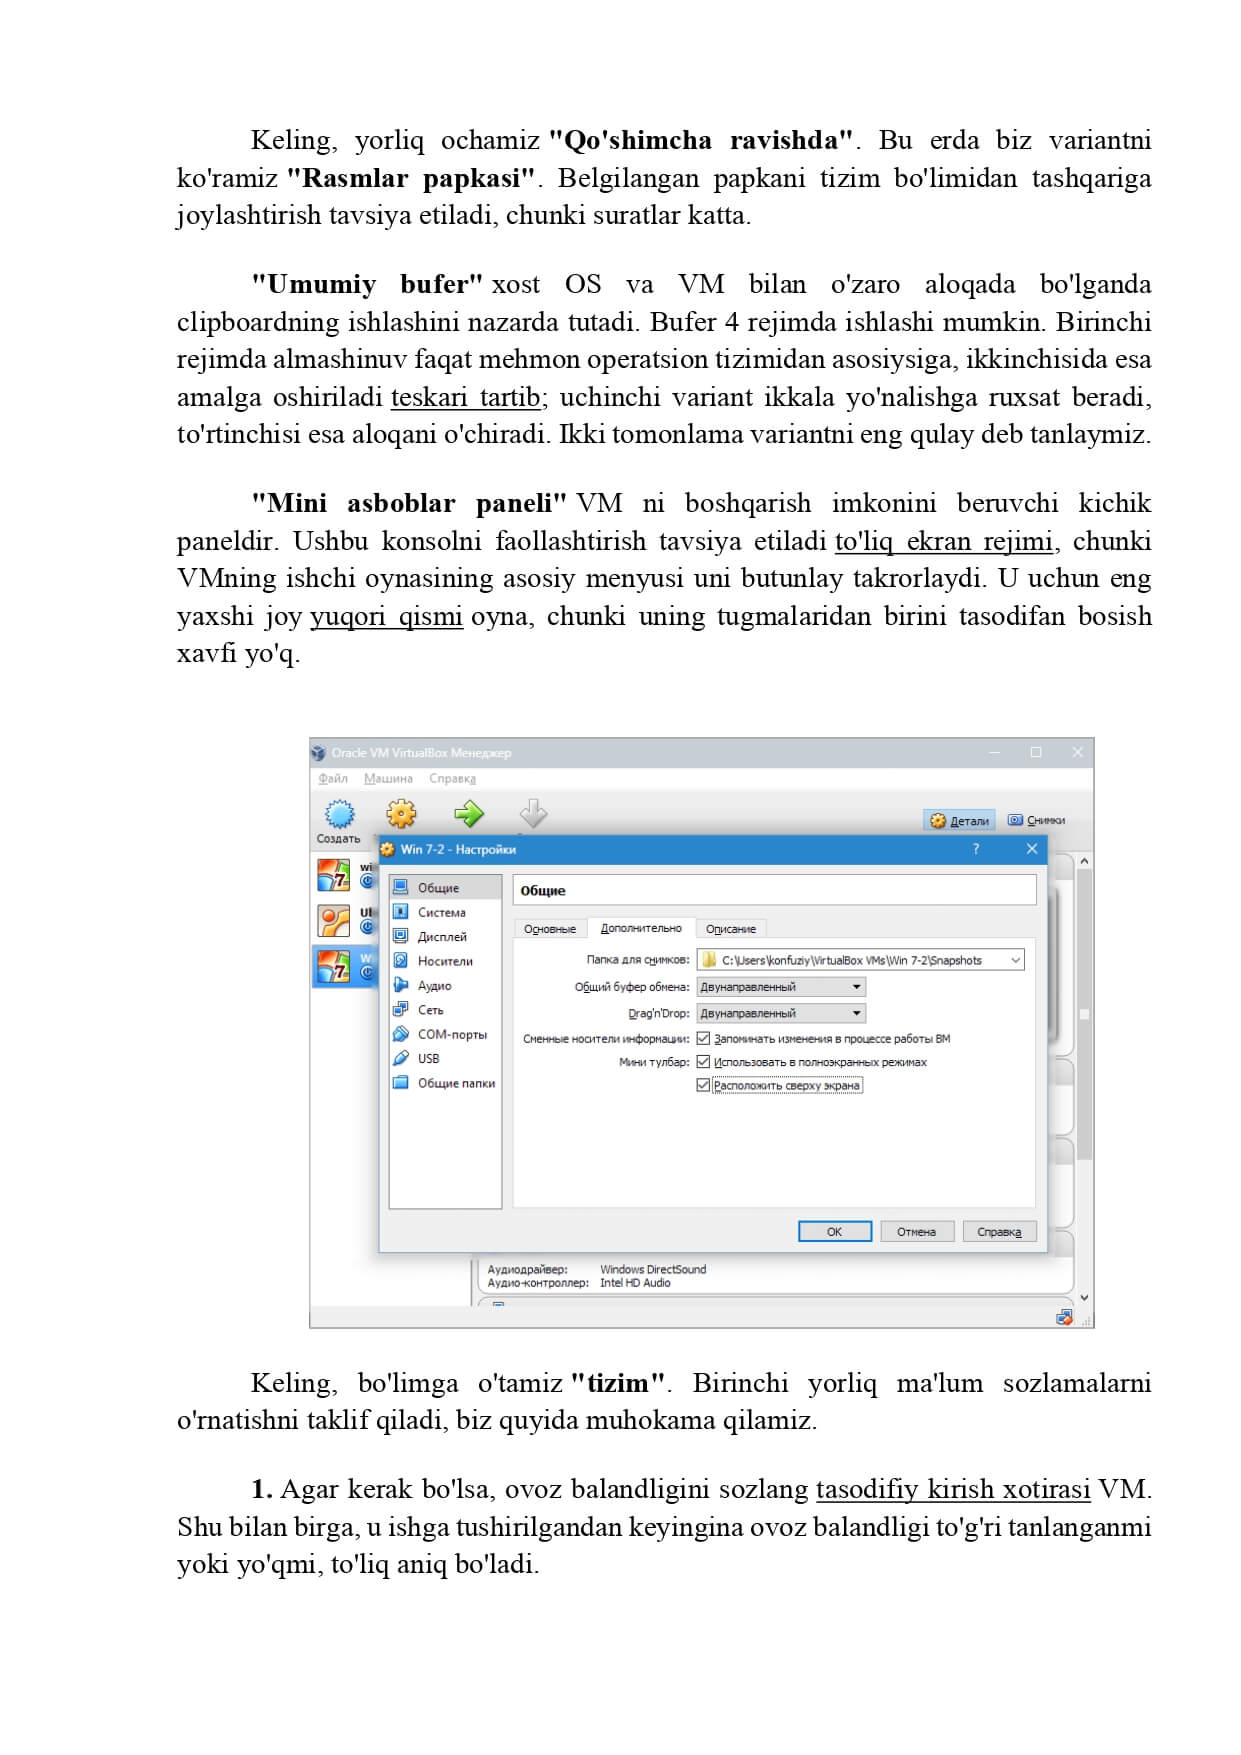 Keling, yorliq ochamiz "Qo'shimcha ravishda". Bu erda biz variantni
ko'ramiz "Rasmlar papkasi". Belgilangan papkani tizim bo'limidan tashqariga
joylashtirish tavsiya etiladi, chunki suratlar katta.
"Umumiy bufer" xost OS va VM bilan o'zaro aloqada bo'lganda
clipboardning ishlashini nazarda tutadi. Bufer 4 rejimda ishlashi mumkin. Birinchi
rejimda almashinuv faqat mehmon operatsion tizimidan asosiysiga, ikkinchisida esa
amalga oshiriladi teskari tartib; uchinchi variant ikkala yo'nalishga ruxsat beradi,
to'rtinchisi esa aloqani o'chiradi. Ikki tomonlama variantni eng qulay deb tanlaymiz.
"Mini asboblar paneli" VM ni boshqarish imkonini beruvchi kichik
paneldir. Ushbu konsolni faollashtirish tavsiya etiladi to'liq ekran rejimi, chunki
VMning ishchi oynasining asosiy menyusi uni butunlay takrorlaydi. U uchun eng
yaxshi joy yuqori qismi oyna, chunki uning tugmalaridan birini tasodifan bosish
xavfi yo'q.
Oracle VM VirtualBox Менеджер
Файл Машина Справка
Создать
Детали Снимки
Win 7-2 - Настройки ?
Общие
Система
Дисплей
Носители
Аудио
Сеть
COM-порты
USB
Общие папки
Общие
Основные Дополнительно Описание
Папка для снимков: C:\Users\konfuziy\VirtualBox VMs\Win 7-2\Snapshots
Общий буфер обмена: Двунаправленный
Drag'n'Drop: Двунаправленный
Сменные носители информации: Запоминать изменения в процессе работы ВМ
Мини тулбар: Использовать в полноэкранных режимах
Расположить сверху экрана
OK Отмена Справка
Аудиодрайвер: Windows DirectSound
Аудио-контроллер: Intel HD Audio
Keling, bo'limga o'tamiz "tizim". Birinchi yorliq ma'lum sozlamalarni
o'rnatishni taklif qiladi, biz quyida muhokama qilamiz.
1. Agar kerak bo'lsa, ovoz balandligini sozlang tasodifiy kirish xotirasi VM.
Shu bilan birga, u ishga tushirilgandan keyingina ovoz balandligi to'g'ri tanlanganmi
yoki yo'qmi, to'liq aniq bo'ladi.